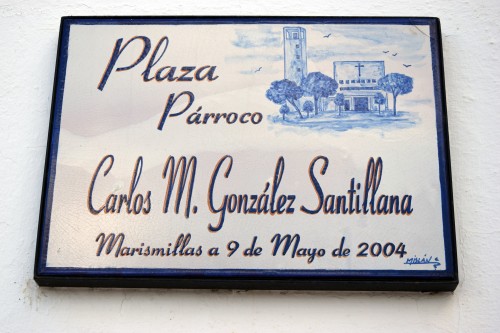 Plaza
Párroco
Carlos M. González Santillana
Marismillas a 9 de Mayo de 2004